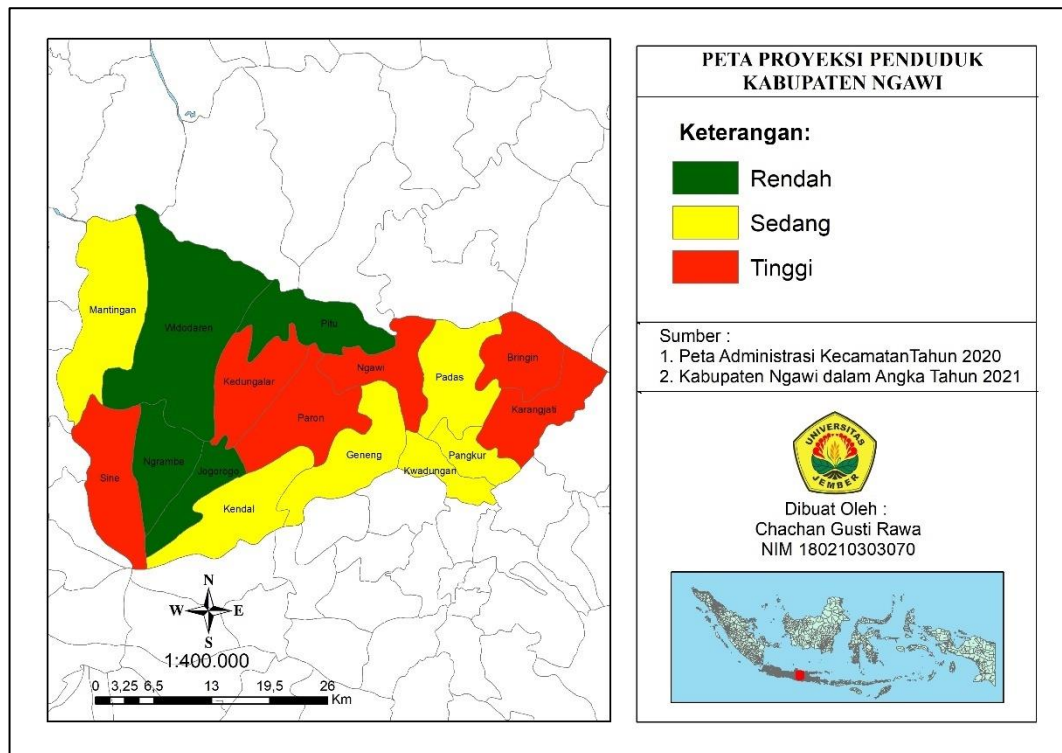 Mantingan
Widodaren
Pitu
Kedungalar
Ngawi
Padas
Bringin
Karangjati
Paron
Geneng
Kwadungan
Pangkur
Sine
Ngrambe
Jogorogo
Kendal
N
W E
S
1:400.000
0 3,25 6,5 13 19,5 26
Km
PETA PROYEKSI PENDUDUK
KABUPATEN NGAWI
Keterangan:
Rendah
Sedang
Tinggi
Sumber :
1. Peta Administrasi KecamatanTahun 2020
2. Kabupaten Ngawi dalam Angka Tahun 2021
UNIVERSITAS
JEMBER
Dibuat Oleh :
Chachan Gusti Rawa
NIM 180210303070